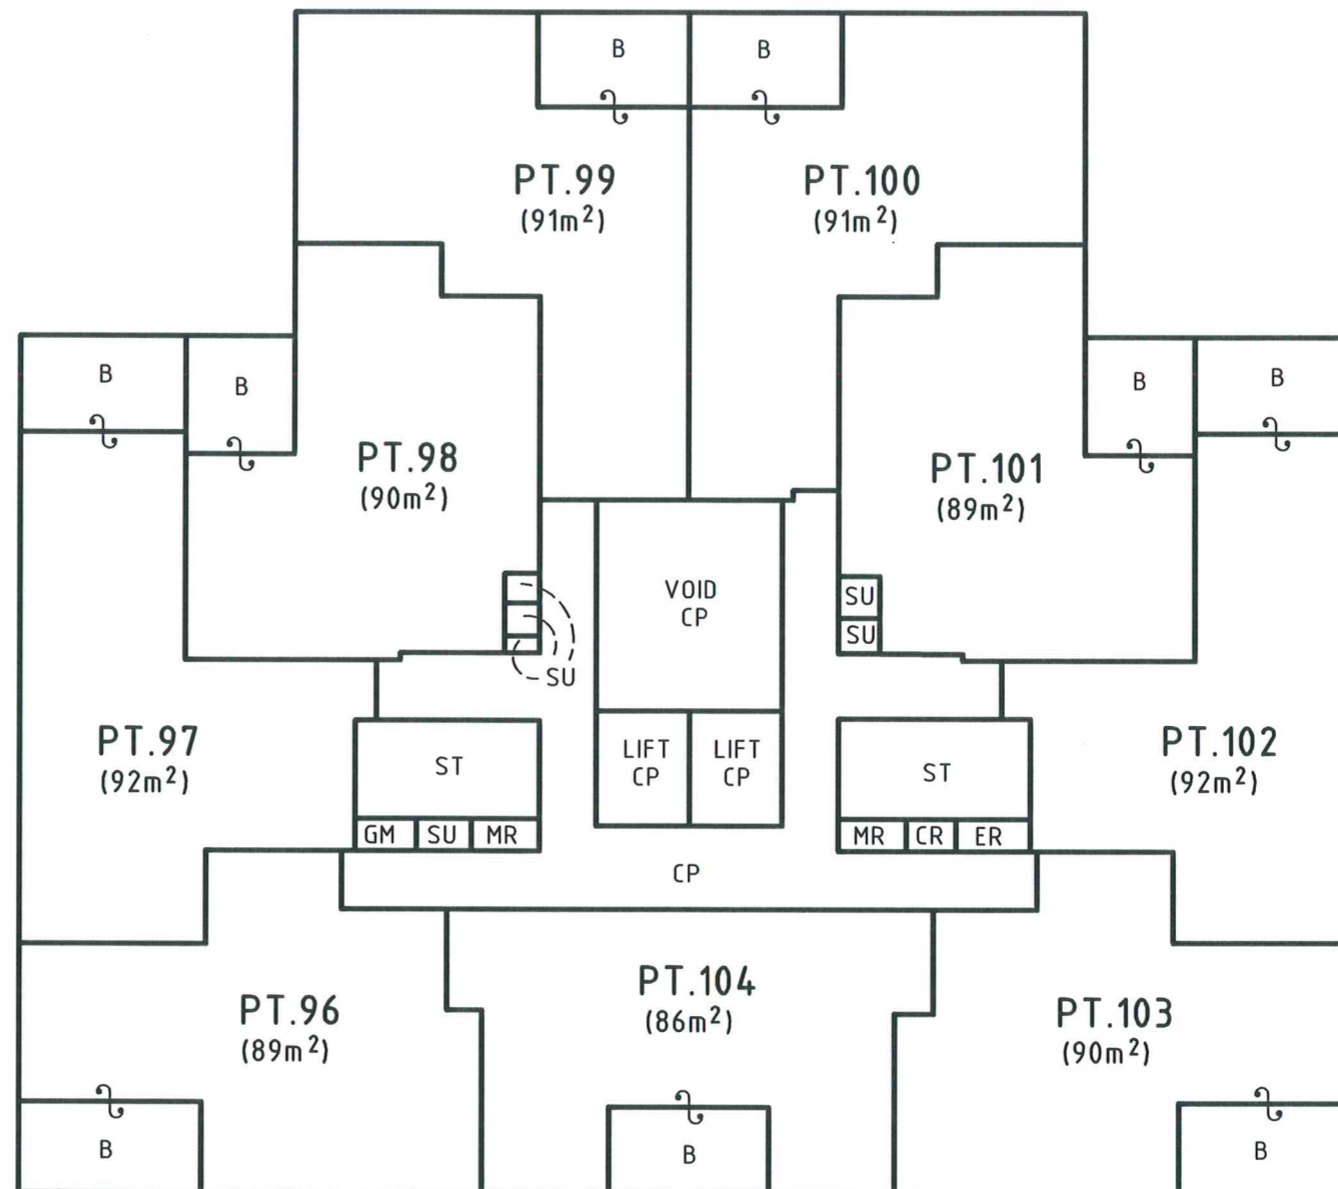 B
B
PT.99
(91m²)
PT.100
(91m²)
B
B
B
B
PT.98
(90m²)
PT.101
(89m²)
VOID
CP
SU
SU
SU
PT.97
(92m²)
ST
LIFT
CP
LIFT
CP
ST
PT.102
(92m²)
GM
SU
MR
MR
CR
ER
CP
PT.96
(89m²)
PT.104
(86m²)
PT.103
(90m²)
B
B
B